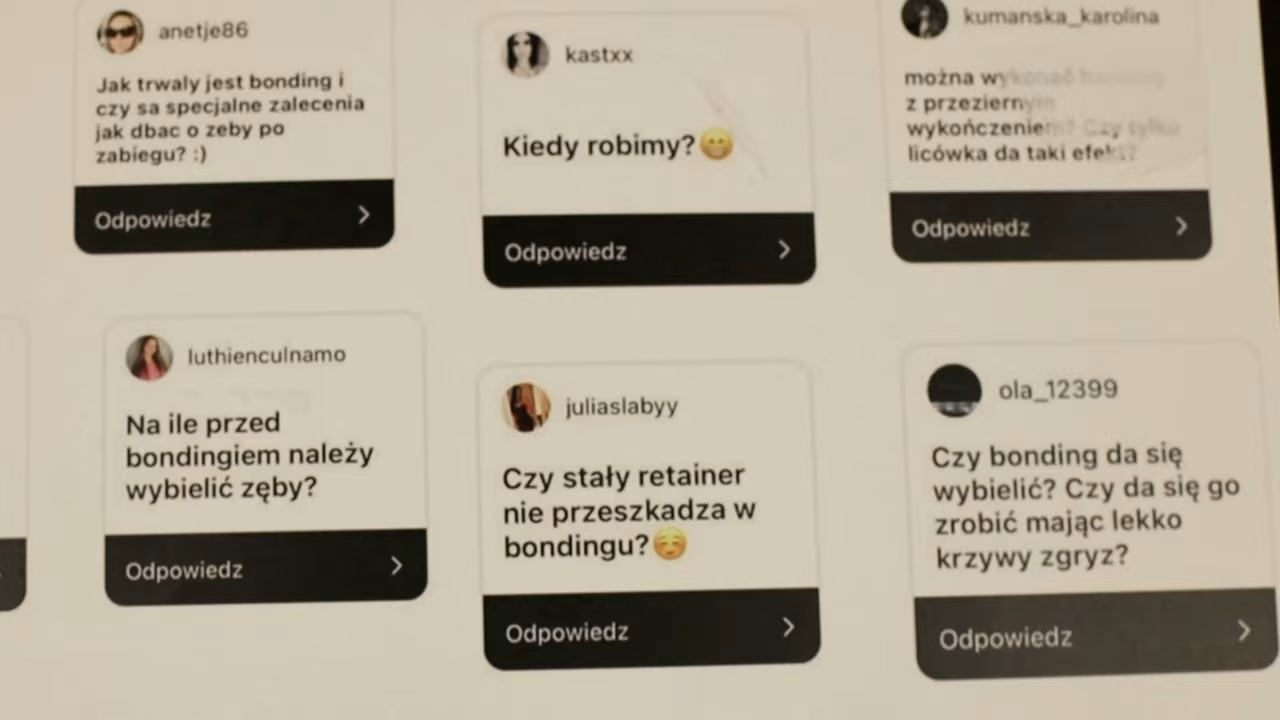 anetje86
Jak trwaly jest bonding i
czy sa specjalne zalecenia
jak dbac o zeby po
zabiegu? :)
Odpowiedz
kastxx
Kiedy robimy?😁
Odpowiedz
kumanska_karolina
można wykonać bonding
z przeziernym
wykończeniem? Czy tylko
licówka da taki efekt?
Odpowiedz
luthienculnamo
Na ile przed
bondingiem należy
wybielić zęby?
Odpowiedz
juliaslabyy
Czy stały retainer
nie przeszkadza w
bondingu?☺️
Odpowiedz
ola_12399
Czy bonding da się
wybielić? Czy da się go
zrobić mając lekko
krzywy zgryz?
Odpowiedz